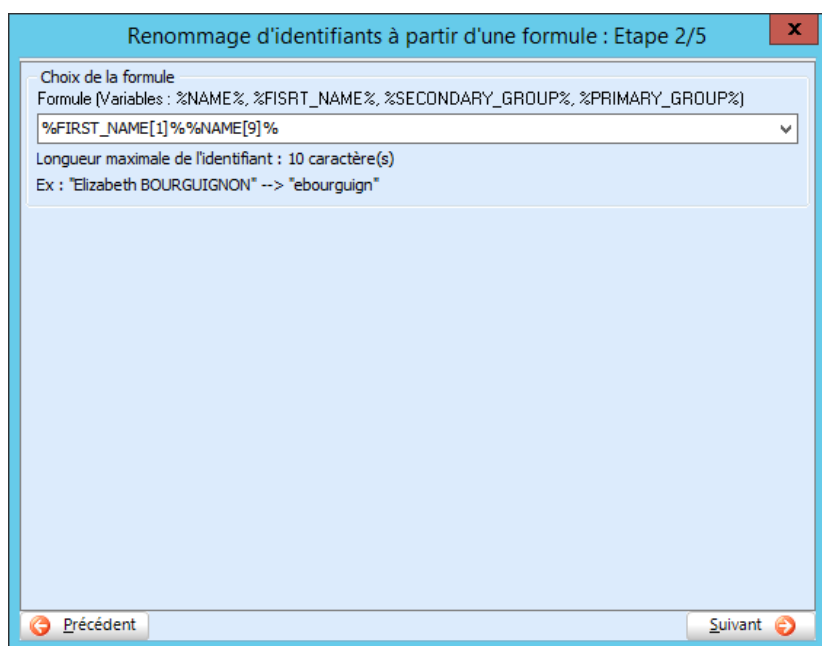 Renommage d'identifiants à partir d'une formule : Etape 2/5
x
Choix de la formule
Formule (Variables : %NAME%, %FISRT_NAME%, %SECONDARY_GROUP%, %PRIMARY_GROUP%)
%FIRST_NAME[1]%%NAME[9]%
Longueur maximale de l'identifiant : 10 caractère(s)
Ex : "Elizabeth BOURGUIGNON" --> "ebourguign"
Précédent
Suivant